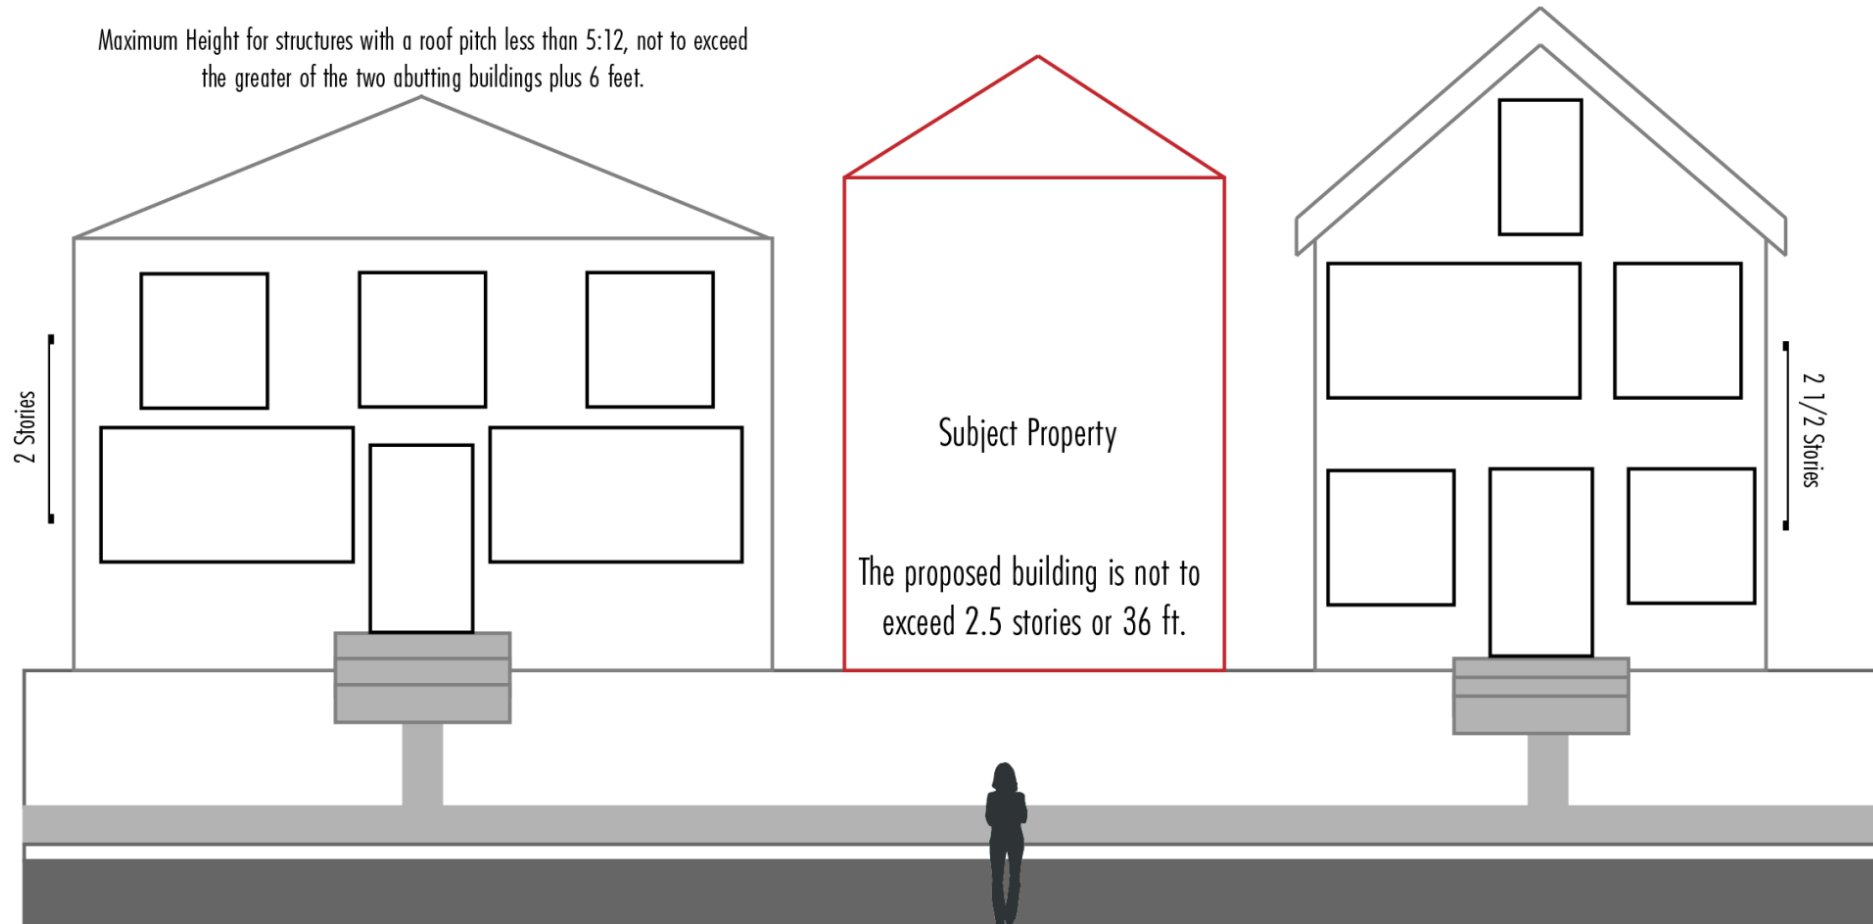 Maximum Height for structures with a roof pitch less than 5:12, not to exceed
the greater of the two abutting buildings plus 6 feet.
2 Stories
Subject Property
The proposed building is not to
exceed 2.5 stories or 36 ft.
2 1/2 Stories